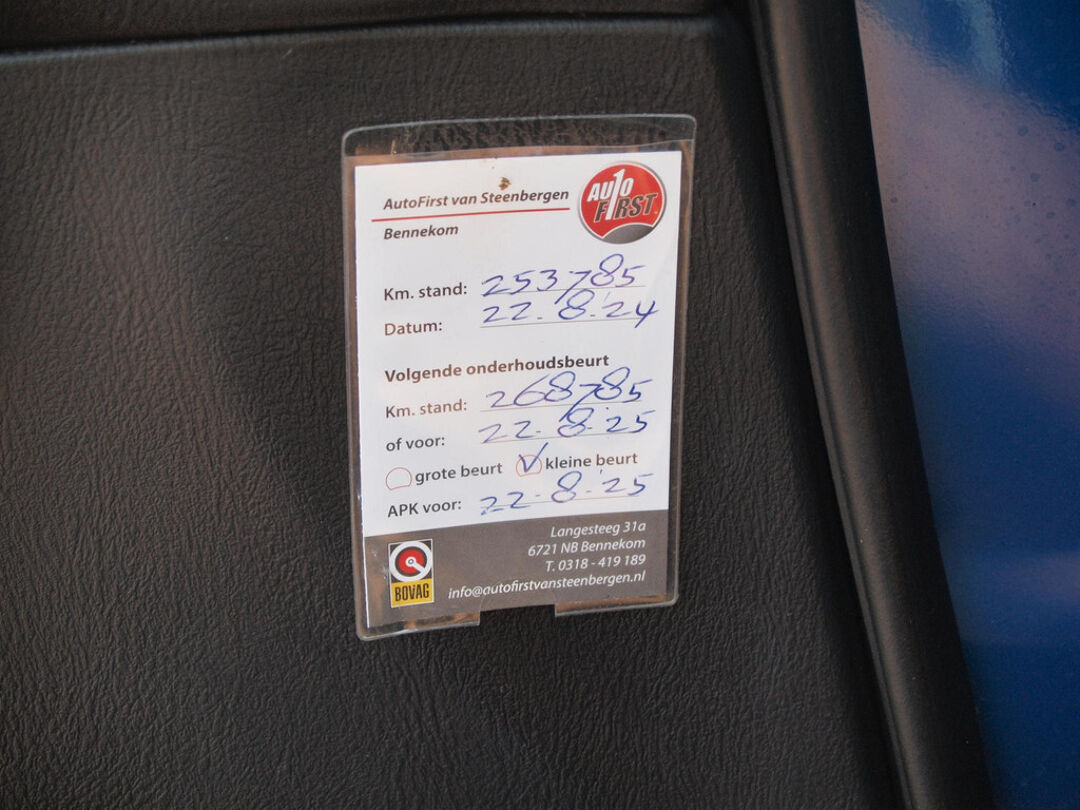 AutoFirst van Steenbergen
AUTO
FIRST
Bennekom
Km. stand: 253785
Datum: 22.8.'24
Volgende onderhoudsbeurt
Km. stand: 268785
of voor: 22.8.'25
grote beurt kleine beurt
APK voor: 22.8.'25
Langesteeg 31a
6721 NB Bennekom
T. 0318 - 419 189
info@autofirstvansteenbergen.nl
BOVAG